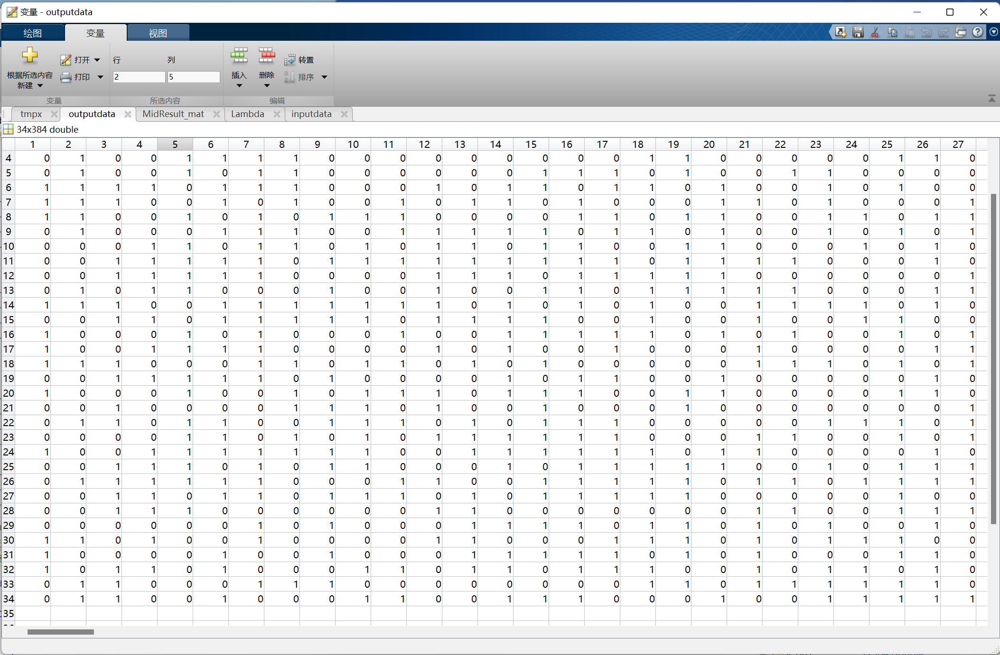 变量 - outputdata
绘图 变量 视图
根据所选内容
新建
打开
打印
行 列
2 5
插入 删除 转置
排序
变量 所选内容 编辑
tmpx outputdata MidResult_mat Lambda inputdata
34x384 double
1 2 3 4 5 6 7 8 9 10 11 12 13 14 15 16 17 18 19 20 21 22 23 24 25 26 27
4 0 1 0 0 1 1 1 1 0 0 0 0 0 0 0 0 0 1 1 0 0 0 0 0 1 1 0
5 0 1 0 0 1 0 1 1 0 0 0 0 0 0 1 1 1 0 1 0 0 1 1 0 0 0 0
6 1 1 1 1 0 1 1 1 0 0 0 1 0 1 1 0 1 1 0 1 0 0 1 0 1 0 0
7 1 1 1 0 0 1 0 1 0 0 1 0 1 1 0 1 0 0 0 1 1 0 1 0 0 0 1
8 1 1 0 0 1 0 1 0 1 1 1 0 0 0 0 1 1 0 1 1 0 0 1 1 0 1 1
9 0 1 0 0 0 1 1 1 0 0 1 1 1 1 1 0 1 1 0 1 0 0 1 0 1 0 1
10 0 0 0 1 1 0 1 1 0 1 0 1 1 0 1 1 0 0 1 1 0 0 0 1 0 1 0
11 0 0 1 1 1 1 1 0 1 1 1 1 1 1 1 1 1 0 1 1 1 1 0 0 0 1 0
12 0 0 1 1 1 1 1 0 0 0 0 1 1 1 0 1 1 1 1 1 0 0 0 0 0 0 1
13 0 1 0 1 1 0 0 0 1 0 0 1 0 0 1 1 0 1 1 1 1 1 0 0 0 1 1
14 1 1 1 0 0 1 1 1 1 1 1 1 0 1 0 1 0 1 0 0 1 1 1 1 0 1 0
15 0 0 1 1 0 1 1 1 1 1 0 1 1 1 1 0 0 1 0 0 1 0 1 1 1 0 0
16 1 0 0 0 1 0 1 0 0 0 1 0 0 1 1 1 1 1 0 1 0 1 0 0 1 0 1
17 1 0 0 1 1 1 1 0 0 0 0 1 0 1 0 0 1 0 0 0 1 0 0 0 0 1 1
18 1 1 1 0 0 0 1 1 0 1 1 0 1 0 1 0 0 0 0 0 1 1 1 0 1 0 1
19 0 0 1 1 1 1 1 0 1 0 0 0 0 1 0 1 1 0 0 1 0 0 0 0 0 1 0
20 1 0 0 0 1 0 0 1 0 1 1 1 0 1 1 1 0 0 1 1 0 0 0 0 1 1 0
21 0 0 1 0 0 0 0 1 1 1 0 1 0 0 1 0 0 0 1 0 0 0 0 0 0 0 1
22 0 1 1 0 1 1 0 0 1 1 1 0 1 0 1 1 1 0 0 0 0 0 1 1 1 0 1
23 0 0 0 0 1 1 0 1 0 1 0 1 1 1 1 1 1 0 0 0 1 1 0 0 1 0 1
24 1 0 0 1 1 1 1 1 1 1 0 0 1 1 1 1 1 1 0 1 1 0 0 0 0 1 0
25 0 0 1 1 1 0 1 0 1 1 0 0 0 1 0 1 1 1 1 1 0 0 1 0 1 1 1
26 0 1 1 1 1 1 1 0 0 0 1 1 0 0 1 1 1 1 1 0 1 1 0 1 1 1 1
27 0 0 1 1 0 1 1 0 1 1 1 0 1 0 1 1 1 1 1 0 0 0 0 0 1 0 0
28 0 0 1 1 1 0 0 0 0 0 0 1 1 0 0 0 0 0 0 0 1 1 0 0 1 1 1
29 0 0 0 0 0 0 1 0 1 0 0 0 1 1 1 1 0 1 1 0 1 0 1 0 0 1 0
30 1 1 0 1 0 0 1 0 0 0 0 1 1 0 0 0 1 1 1 0 1 0 1 1 1 0 0
31 1 0 0 0 0 1 0 0 1 0 0 0 1 1 1 1 1 0 1 0 1 0 0 0 1 1 0
32 1 0 1 1 0 1 0 0 0 1 1 0 1 1 0 1 1 1 0 0 1 0 1 1 0 1 0
33 0 1 1 0 0 0 1 1 1 0 0 0 0 0 0 0 0 1 1 0 1 1 1 1 1 1 0
34 0 1 1 0 0 1 0 0 0 1 1 0 0 1 1 1 0 0 0 1 0 0 1 1 1 1 1
35